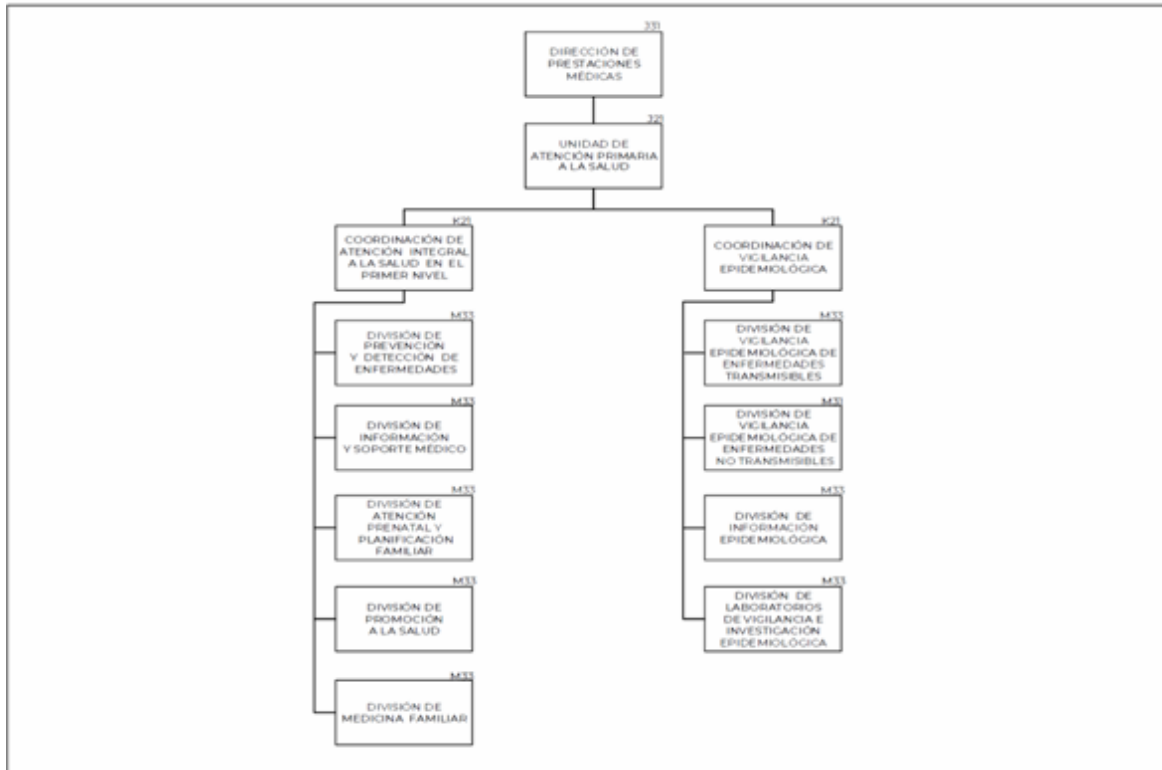 331
DIRECCIÓN DE
PRESTACIONES
MÉDICAS
321
UNIDAD DE
ATENCIÓN PRIMARIA
A LA SALUD
K21
COORDINACIÓN DE
ATENCIÓN INTEGRAL
A LA SALUD EN EL
PRIMER NIVEL
M33
DIVISIÓN DE
PREVENCIÓN
Y DETECCIÓN DE
ENFERMEDADES
M33
DIVISIÓN DE
INFORMACIÓN
Y SOPORTE MÉDICO
M33
DIVISIÓN DE
ATENCIÓN
PRENATAL Y
PLANIFICACIÓN
FAMILIAR
M33
DIVISIÓN DE
PROMOCIÓN
A LA SALUD
M33
DIVISIÓN DE
MEDICINA FAMILIAR
K21
COORDINACIÓN DE
VIGILANCIA
EPIDEMIOLÓGICA
M33
DIVISIÓN DE
VIGILANCIA
EPIDEMIOLÓGICA DE
ENFERMEDADES
TRANSMISIBLES
M31
DIVISIÓN DE
VIGILANCIA
EPIDEMIOLÓGICA DE
ENFERMEDADES
NO TRANSMISIBLES
M33
DIVISIÓN DE
INFORMACIÓN
EPIDEMIOLÓGICA
M33
DIVISIÓN DE
LABORATORIOS
DE VIGILANCIA E
INVESTIGACIÓN
EPIDEMIOLÓGICA